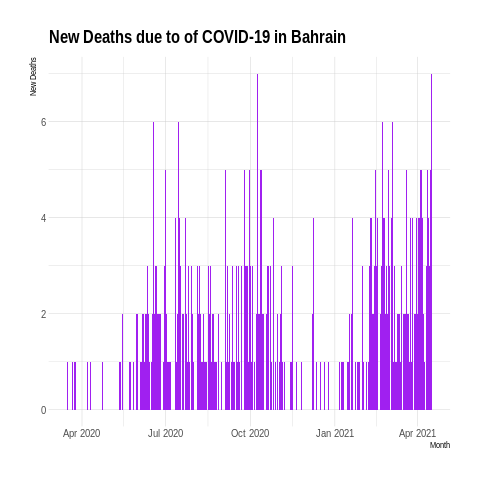 New Deaths due to of COVID-19 in Bahrain
New Deaths
6
4
2
0
Apr 2020 Jul 2020 Oct 2020 Jan 2021 Apr 2021
Month